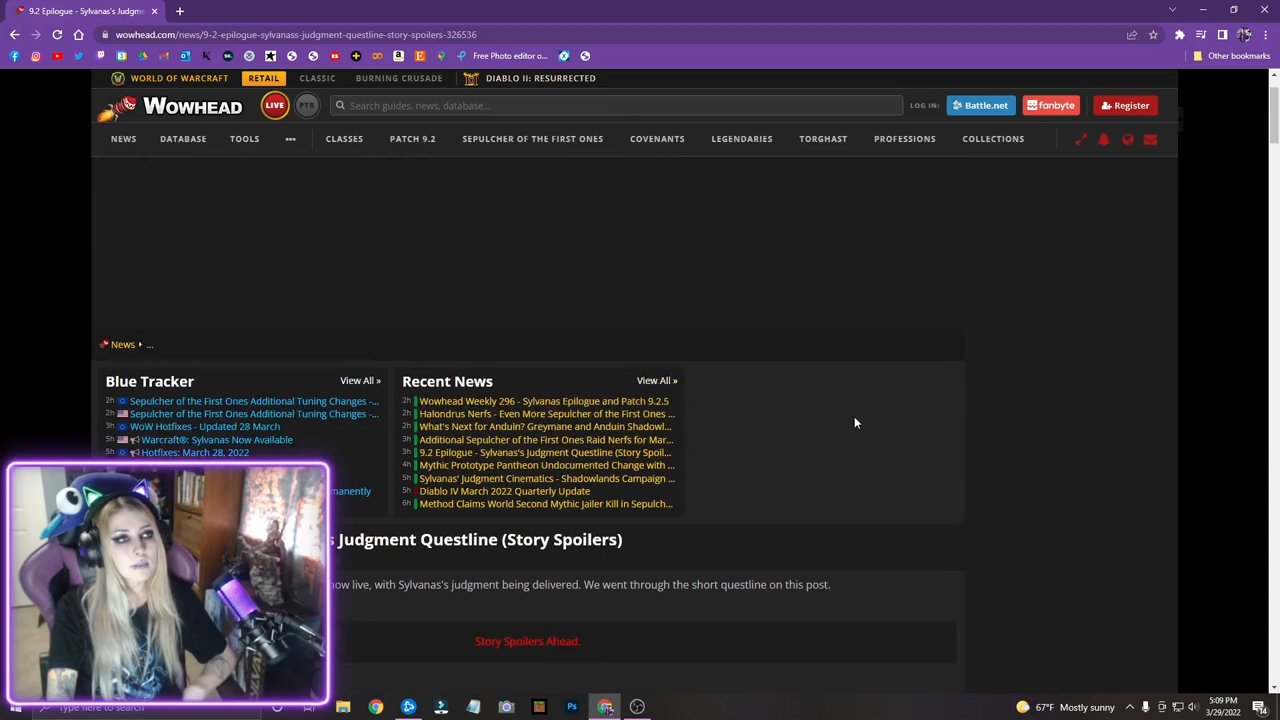 9.2 Epilogue - Sylvanas's Judgm
wowhead.com/news/9-2-epilogue-sylvanass-judgment-questline-story-spoilers-326536
Free Photo editor o...
Other bookmarks
WORLD OF WARCRAFT RETAIL CLASSIC BURNING CRUSADE DIABLO II: RESURRECTED
WOWHEAD LIVE PTR Search guides, news, database... LOG IN: Battle.net fanbyte Register
NEWS DATABASE TOOLS ••• CLASSES PATCH 9.2 SEPULCHER OF THE FIRST ONES COVENANTS LEGENDARIES TORGHAST PROFESSIONS COLLECTIONS
News ...
Blue Tracker View All »
2h Sepulcher of the First Ones Additional Tuning Changes -...
2h Sepulcher of the First Ones Additional Tuning Changes -...
3h WoW Hotfixes - Updated 28 March
5h Warcraft®: Sylvanas Now Available
5h Hotfixes: March 28, 2022
anently
Recent News View All »
2h Wowhead Weekly 296 - Sylvanas Epilogue and Patch 9.2.5
2h Halondrus Nerfs - Even More Sepulcher of the First Ones ...
2h What's Next for Anduin? Greymane and Anduin Shadowl...
3h Additional Sepulcher of the First Ones Raid Nerfs for Mar...
3h 9.2 Epilogue - Sylvanas's Judgment Questline (Story Spoil...
4h Mythic Prototype Pantheon Undocumented Change with ...
5h Sylvanas' Judgment Cinematics - Shadowlands Campaign ...
5h Diablo IV March 2022 Quarterly Update
6h Method Claims World Second Mythic Jailer Kill in Sepulch...
s Judgment Questline (Story Spoilers)
now live, with Sylvanas's judgment being delivered. We went through the short questline on this post.
Story Spoilers Ahead.
Type here to search
67°F Mostly sunny
5:09 PM
3/29/2022
14